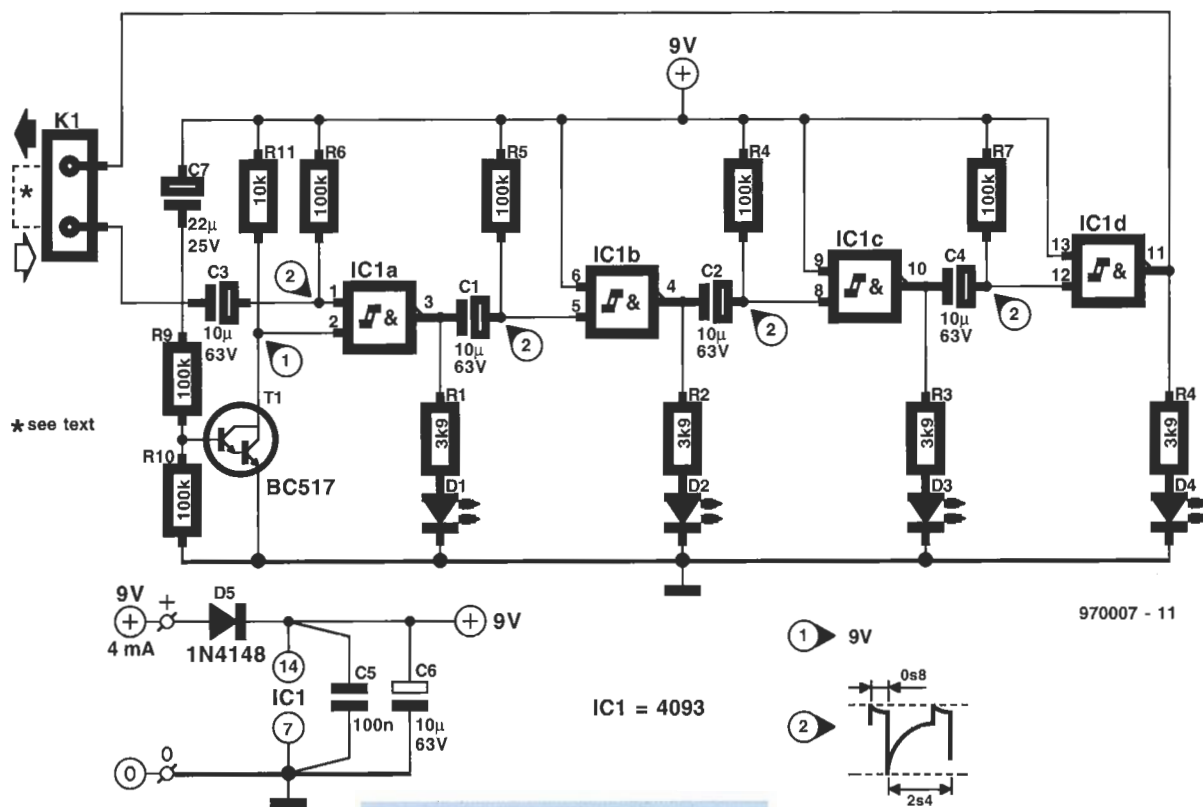 9V
K1
C7
R11
R6
R5
R4
R7
10k
100k
100k
100k
100k
*
22µ
25V
C3
2
IC1a
C1
IC1b
C2
IC1c
C4
IC1d
1
2
3
&
6
5
4
&
9
8
10
&
13
12
11
&
10µ
63V
10µ
63V
10µ
63V
10µ
63V
1
2
2
2
R9
100k
T1
R1
R2
R3
R4
3k9
3k9
3k9
3k9
* see text
R10
100k
BC517
D1
D2
D3
D4
9V
+
D5
9V
4 mA
1N4148
14
C5
C6
IC1
7
100n
10µ
63V
0
0
IC1 = 4093
970007 - 11
1
9V
0s8
2
2s4